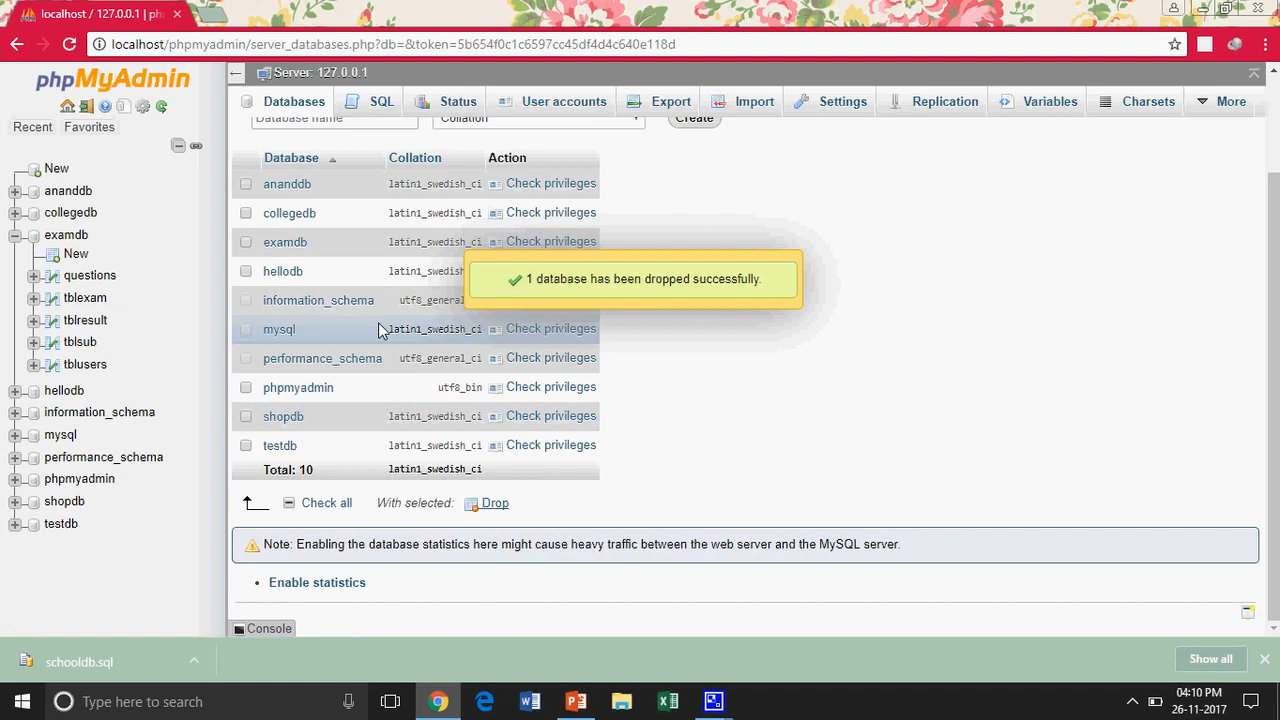 localhost / 127.0.0.1 | ph
localhost/phpmyadmin/server_databases.php?db=&token=5b654f0c1c6597cc45df4d4c640e118d
phpMyAdmin
Recent Favorites
New
ananddb
collegedb
examdb
New
questions
tblexam
tblresult
tblsub
tblusers
hellodb
information_schema
mysql
performance_schema
phpmyadmin
shopdb
testdb
Server: 127.0.0.1
Databases SQL Status User accounts Export Import Settings Replication Variables Charsets More
Database name Collation Create
Database Collation Action
ananddb latin1_swedish_ci Check privileges
collegedb latin1_swedish_ci Check privileges
examdb latin1_swedish_ci Check privileges
hellodb latin1_swedish
information_schema utf8_general
mysql latin1_swedish_ci Check privileges
performance_schema utf8_general_ci Check privileges
phpmyadmin utf8_bin Check privileges
shopdb latin1_swedish_ci Check privileges
testdb latin1_swedish_ci Check privileges
Total: 10 latin1_swedish_ci
1 database has been dropped successfully.
Check all With selected: Drop
Note: Enabling the database statistics here might cause heavy traffic between the web server and the MySQL server.
• Enable statistics
Console
schooldb.sql
Show all
Type here to search
04:10 PM
26-11-2017